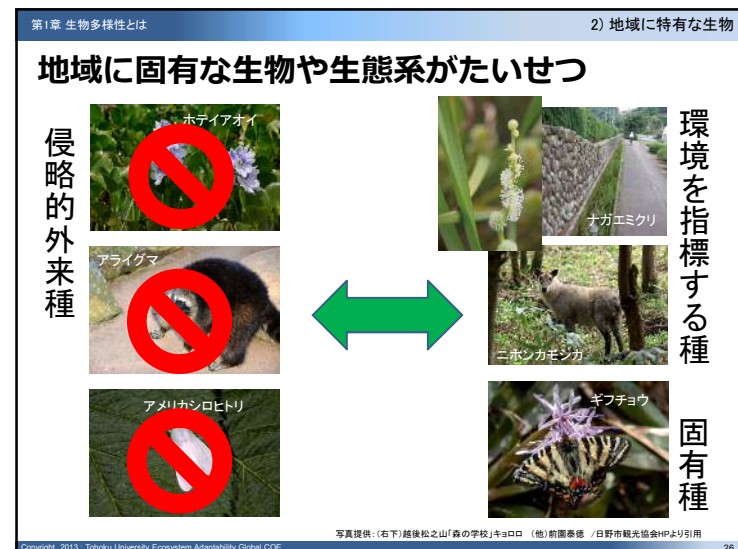 第1章 生物多様性とは
2) 地域に特有な生物
地域に固有な生物や生態系がたいせつ
侵略的外来種
ホテイアオイ
アライグマ
アメリカシロヒトリ
ナガエミクリ
ニホンカモシカ
環境を指標する種
ギフチョウ
固有種
写真提供:(右下)越後松之山「森の学校」キョロロ (他)前園泰徳 /日野市観光協会HPより引用
Copyright 2013 : Tohoku University Ecosystem Adaptability Global COE
26